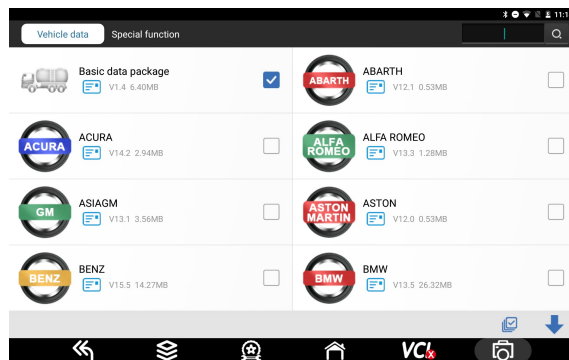 11:1
Vehicle data
Special function
Basic data package
V1.4 6.40MB
ABARTH
ABARTH
V12.1 0.53MB
ACURA
ACURA
V14.2 2.94MB
ALFA
ROMEO
ALFA ROMEO
V13.3 1.28MB
GM
ASIAGM
V13.1 3.56MB
ASTON
MARTIN
ASTON
V12.0 0.53MB
BENZ
BENZ
V15.5 14.27MB
BMW
BMW
V13.5 26.32MB
VCI